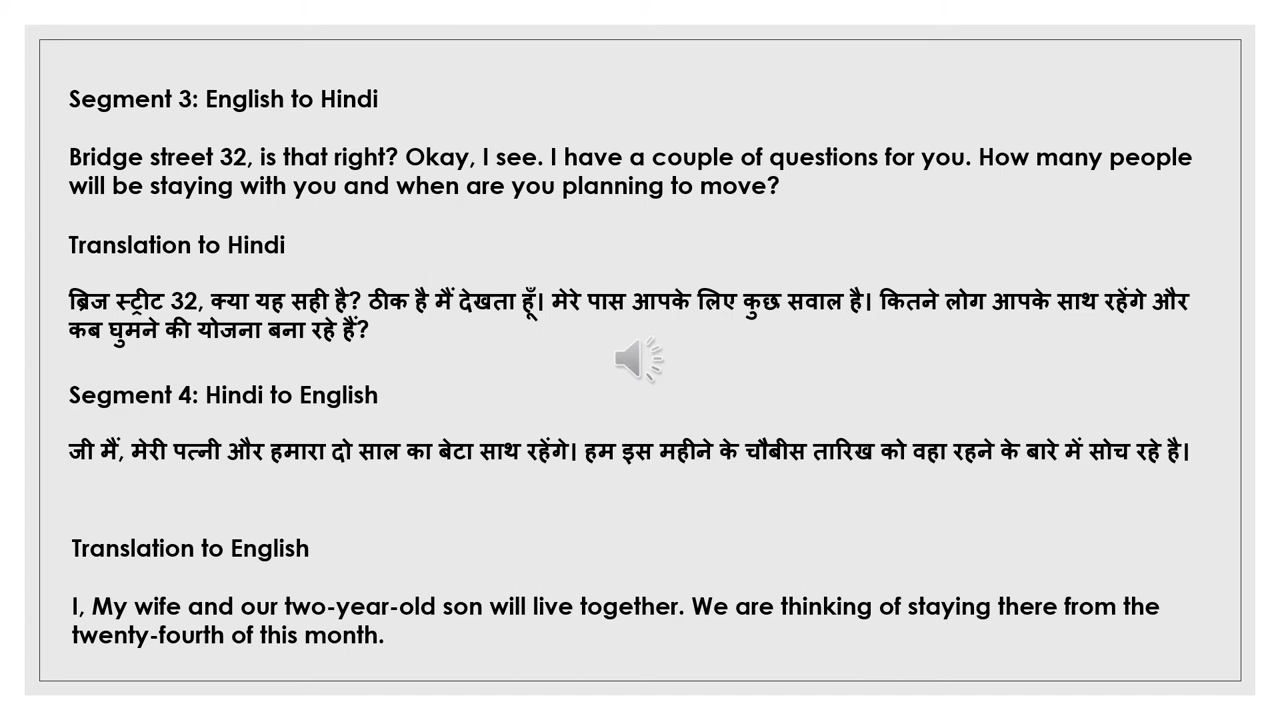 Segment 3: English to Hindi
Bridge street 32, is that right? Okay, I see. I have a couple of questions for you. How many people
will be staying with you and when are you planning to move?
Translation to Hindi
ब्रिज स्ट्रीट 32, क्या यह सही है? ठीक है मैं देखता हूँ। मेरे पास आपके लिए कुछ सवाल है। कितने लोग आपके साथ रहेंगे और
कब घुमने की योजना बना रहे हैं?
Segment 4: Hindi to English
जी मैं, मेरी पत्नी और हमारा दो साल का बेटा साथ रहेंगे। हम इस महीने के चौबीस तारिख को वहा रहने के बारे में सोच रहे है।
Translation to English
I, My wife and our two-year-old son will live together. We are thinking of staying there from the
twenty-fourth of this month.